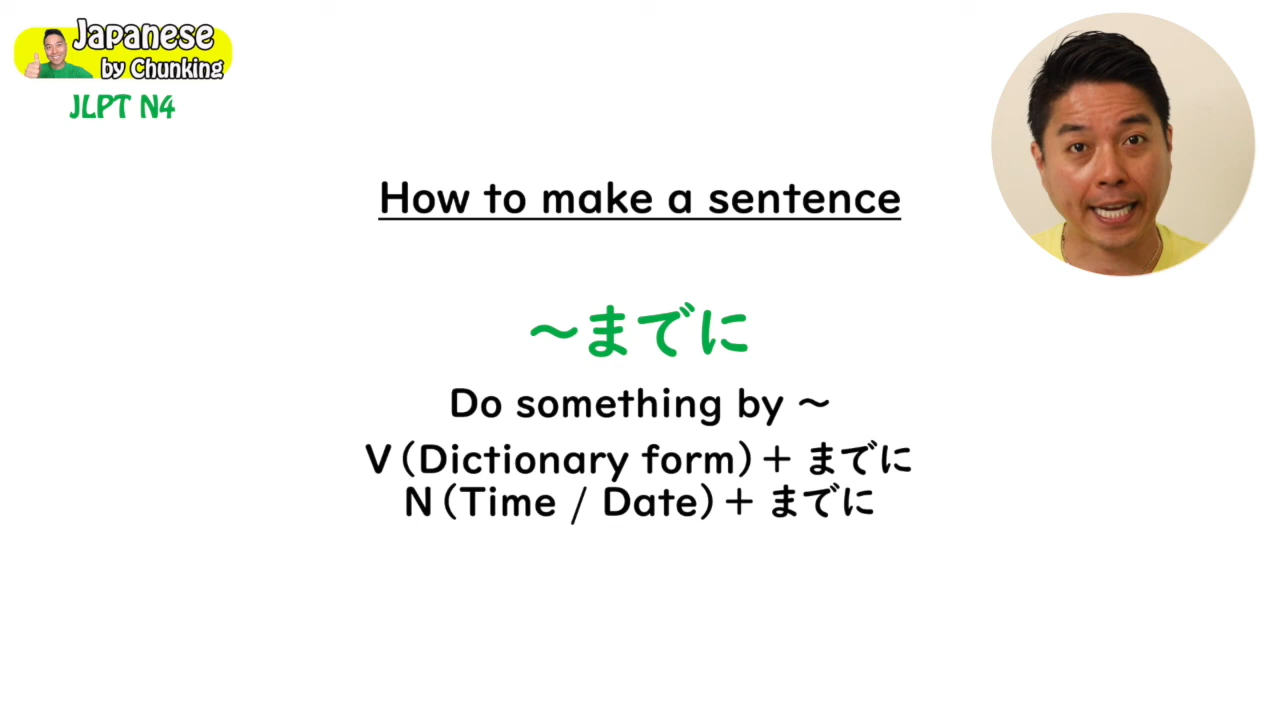 Japanese
by Chunking
JLPT N4
How to make a sentence
～までに
Do something by ～
V（Dictionary form）＋ までに
N（Time / Date）＋ までに